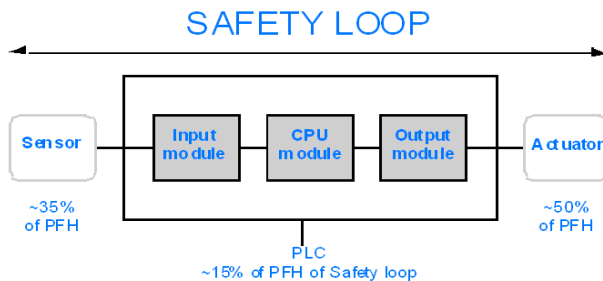 SAFETY LOOP
Sensor
Input
module
CPU
module
Output
module
Actuator
~35%
of PFH
~50%
of PFH
PLC
~15% of PFH of Safety loop